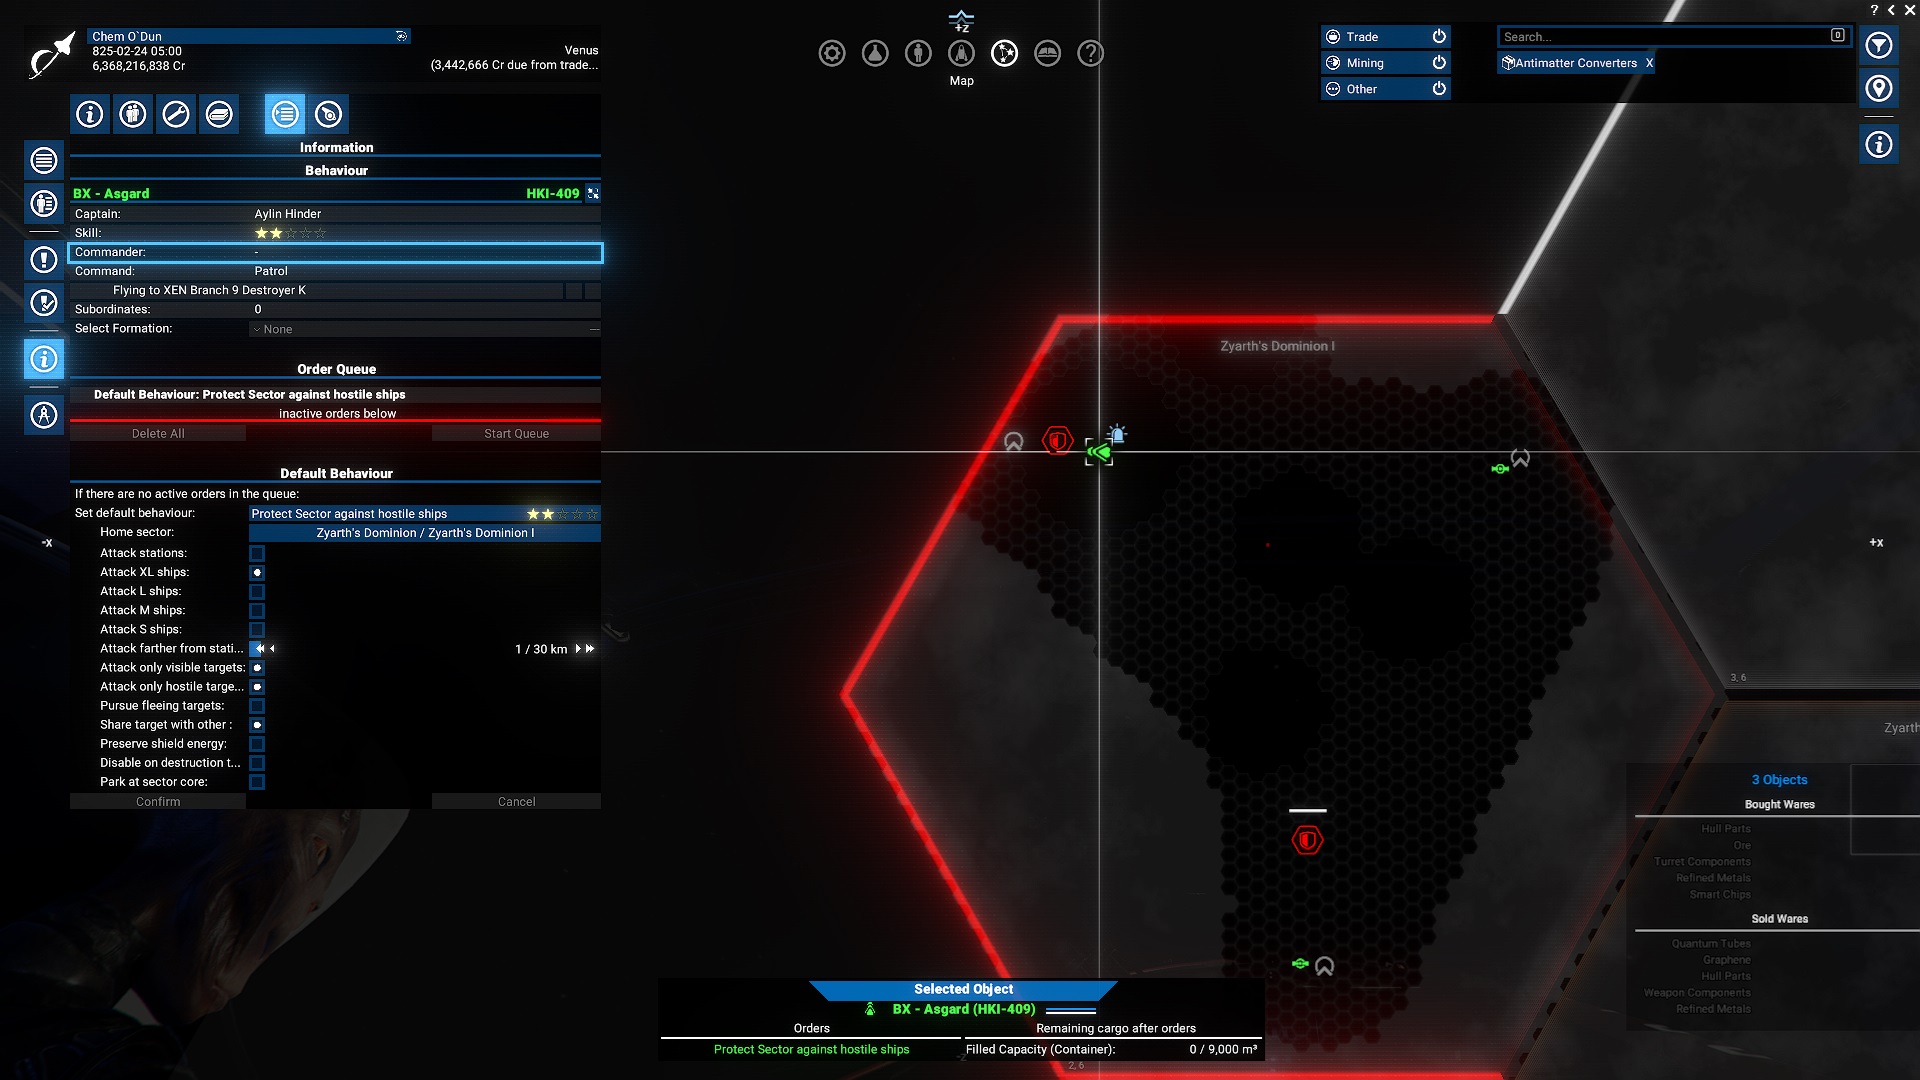 Chem O`Dun
825-02-24 05:00
Venus
6,368,216,838 Cr
(3,442,666 Cr due from trade...
+Z
Map
Trade
Mining
Other
Search...
0
Antimatter Converters X
? < X
Information
Behaviour
BX - Asgard HKI-409
Captain: Aylin Hinder
Skill:
Commander: -
Command: Patrol
Flying to XEN Branch 9 Destroyer K
Subordinates: 0
Select Formation: None
Order Queue
Default Behaviour: Protect Sector against hostile ships
inactive orders below
Delete All Start Queue
Default Behaviour
If there are no active orders in the queue:
Set default behaviour: Protect Sector against hostile ships
Home sector: Zyarth's Dominion / Zyarth's Dominion I
Attack stations:
Attack XL ships:
Attack L ships:
Attack M ships:
Attack S ships:
Attack farther from stati... 1 / 30 km
Attack only visible targets:
Attack only hostile targe...
Pursue fleeing targets:
Share target with other :
Preserve shield energy:
Disable on destruction t...
Park at sector core:
Confirm Cancel
-X
+X
Zyarth's Dominion I
3, 6
Zyarth
3 Objects
Bought Wares
Hull Parts
Ore
Turret Components
Refined Metals
Smart Chips
Sold Wares
Quantum Tubes
Graphene
Hull Parts
Weapon Components
Refined Metals
Selected Object
BX - Asgard (HKI-409)
Orders Remaining cargo after orders
Protect Sector against hostile ships Filled Capacity (Container): 0 / 9,000 m³
-Z
2, 6